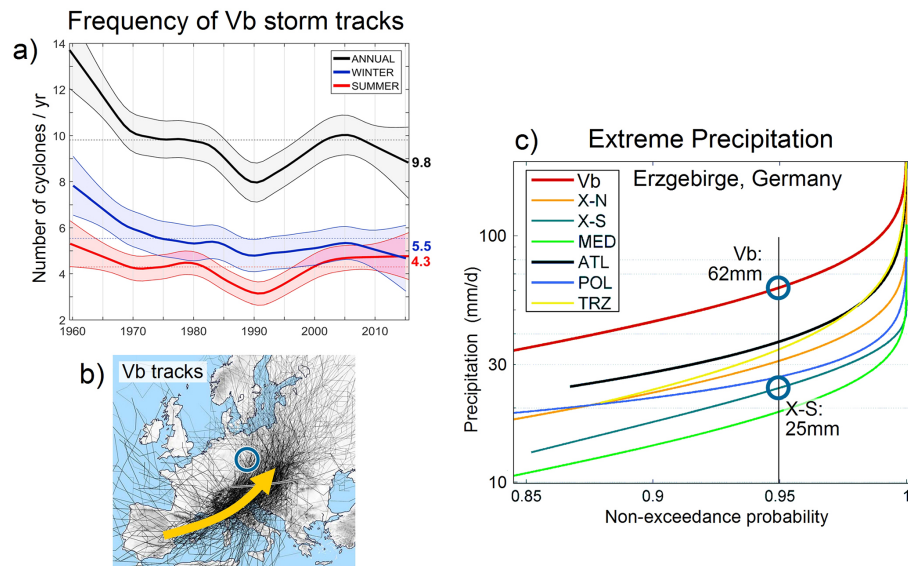 Frequency of Vb storm tracks
a)
14
12
10
8
6
4
2
Number of cyclones / yr
ANNUAL
WINTER
SUMMER
9.8
5.5
4.3
1960
1970
1980
1990
2000
2010
b)
Vb tracks
c)
Extreme Precipitation
Erzgebirge, Germany
Vb
X-N
X-S
MED
ATL
POL
TRZ
Vb:
62mm
X-S:
25mm
100
30
10
Precipitation (mm/d)
0.85
0.9
0.95
1
Non-exceedance probability